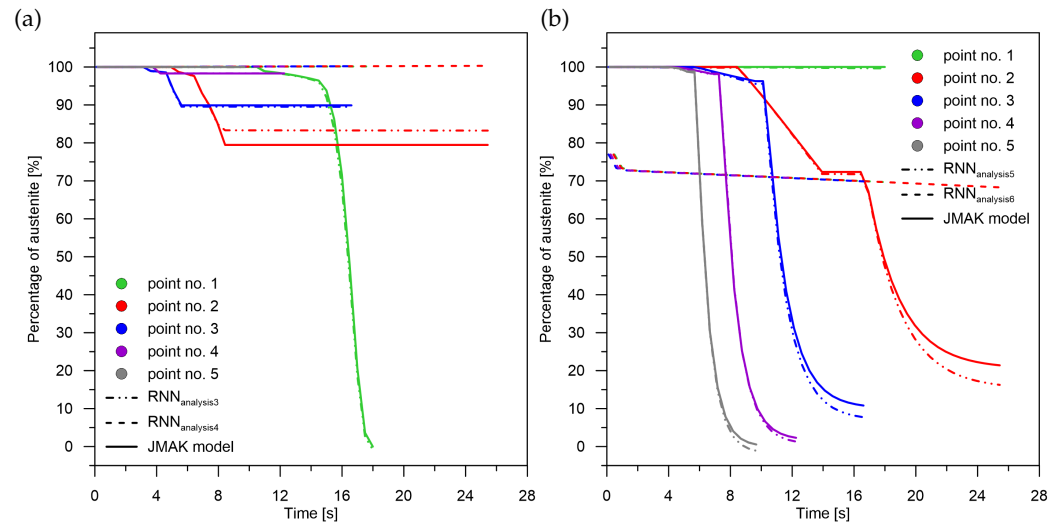 (a)
100
90
80
70
60
50
40
30
20
10
0
Percentage of austenite [%]
point no. 1
point no. 2
point no. 3
point no. 4
point no. 5
RNNanalysis3
RNNanalysis4
JMAK model
0 4 8 12 16 20 24 28
Time [s]
(b)
100
90
80
70
60
50
40
30
20
10
0
Percentage of austenite [%]
point no. 1
point no. 2
point no. 3
point no. 4
point no. 5
RNNanalysis5
RNNanalysis6
JMAK model
0 4 8 12 16 20 24 28
Time [s]